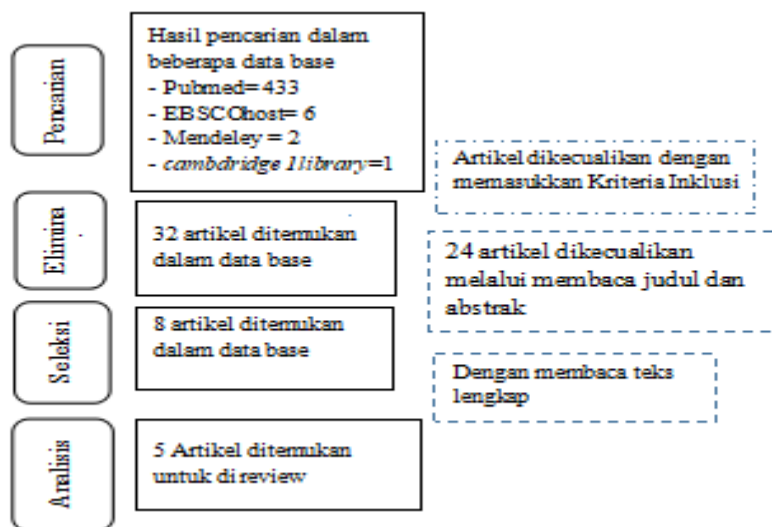 Pencarian
Hasil pencarian dalam
beberapa data base
- Pubmed= 433
- EBSCOhost= 6
- Mendeley = 2
- cambdridge 1library=1
Artikel dikecualikan dengan
memasukkan Kriteria Inklusi
Elimina
32 artikel ditemukan
dalam data base
24 artikel dikecualikan
melalui membaca judul dan
abstrak
Seleksi
8 artikel ditemukan
dalam data base
Dengan membaca teks
lengkap
Analisis
5 Artikel ditemukan
untuk di review